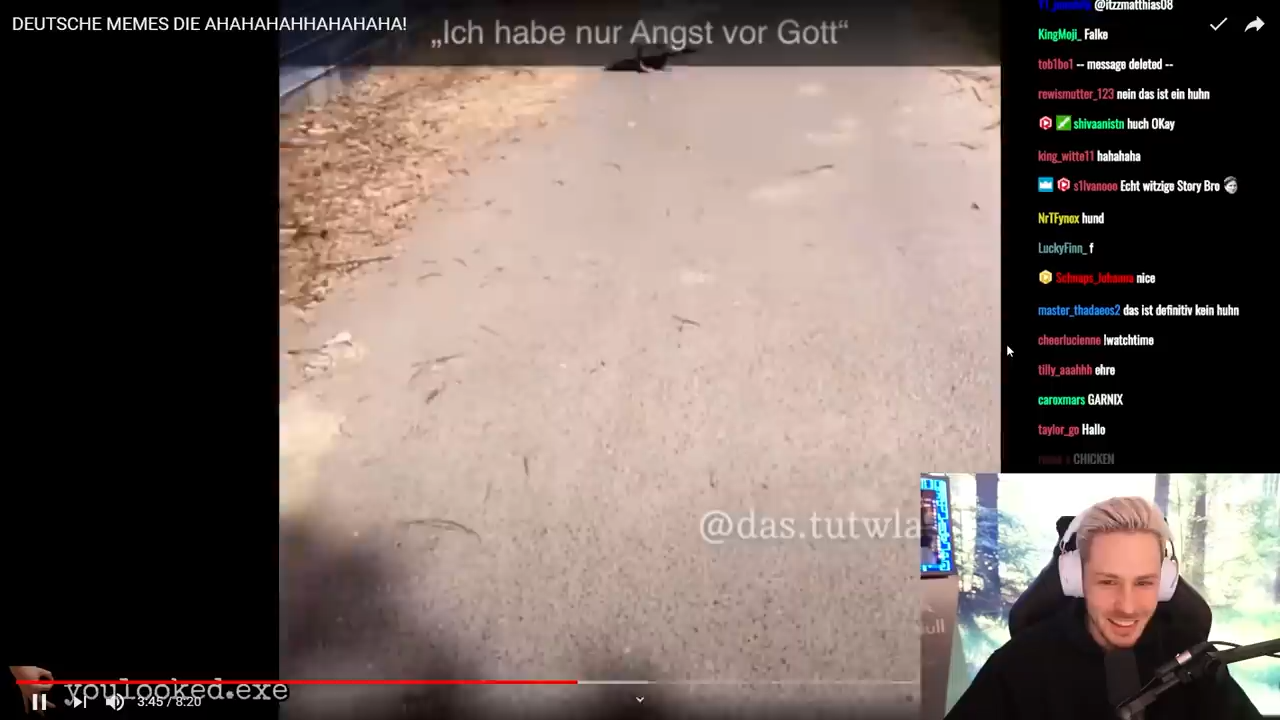 DEUTSCHE MEMES DIE AHAHAHAHHAHAHAHA!
„Ich habe nur Angst vor Gott“
@itzzmatthias08
KingMoji_ Falke
tob1bo1 -- message deleted --
rewismutter_123 nein das ist ein huhn
shivaanistn huch OKay
king_witte11 hahahaha
s1lvanooo Echt witzige Story Bro
NrTFynox hund
LuckyFinn_ f
Schnaps_Johanna nice
master_thadaeos2 das ist definitiv kein huhn
cheerlucienne !watchtime
tilly_aaahhh ehre
caroxmars GARNIX
taylor_go Hallo
CHICKEN
@das.tutwla
youlooked.exe
3:45 / 8:20